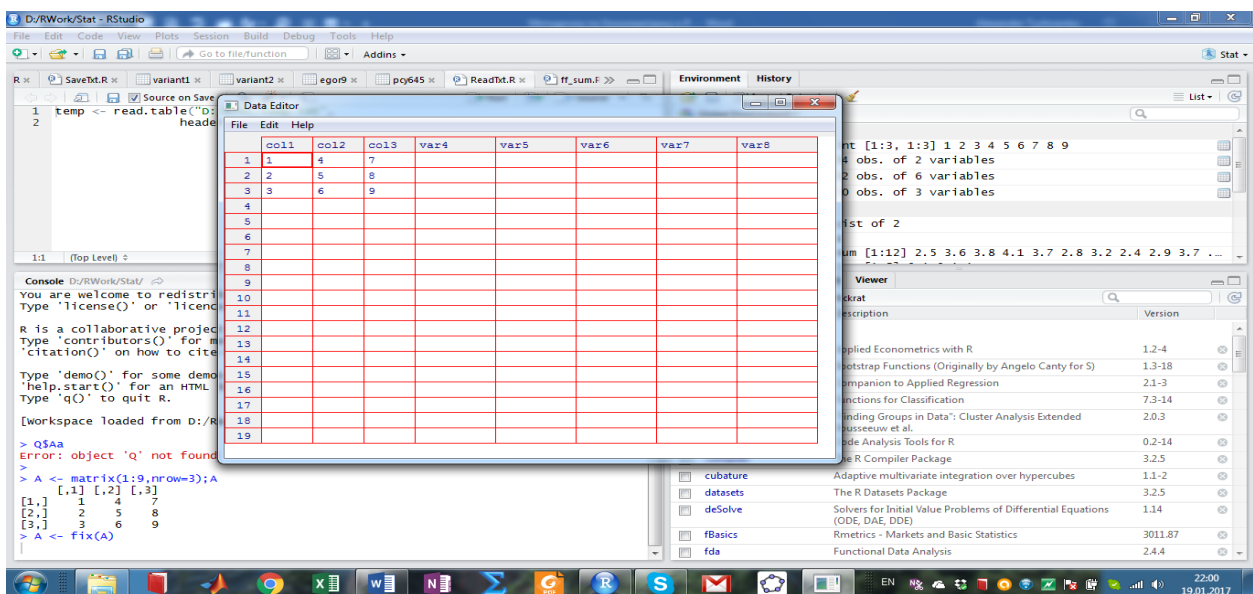 D:/RWork/Stat - RStudio
File Edit Code View Plots Session Build Debug Tools Help
Go to file/function Addins
Stat
SaveTxt.R variant1 variant2 egor9 pcy645 ReadTxt.R ff_sum.F
Source on Save
1 temp <- read.table("D:
2 heade
1:1 (Top Level)
Data Editor
File Edit Help
col1 col2 col3 var4 var5 var6 var7 var8
1 1 4 7
2 2 5 8
3 3 6 9
4
5
6
7
8
9
10
11
12
13
14
15
16
17
18
19
Environment History
List
nt [1:3, 1:3] 1 2 3 4 5 6 7 8 9
obs. of 2 variables
obs. of 6 variables
obs. of 3 variables
ist of 2
um [1:12] 2.5 3.6 3.8 4.1 3.7 2.8 3.2 2.4 2.9 3.7 ...
Console D:/RWork/Stat/
You are welcome to redistri
Type 'license()' or 'licenc
R is a collaborative projec
Type 'contributors()' for m
'citation()' on how to cite
Type 'demo()' for some demo
'help.start()' for an HTML
Type 'q()' to quit R.
[Workspace loaded from D:/R
> Q$Aa
Error: object 'Q' not found
>
> A <- matrix(1:9,nrow=3);A
[,1] [,2] [,3]
[1,] 1 4 7
[2,] 2 5 8
[3,] 3 6 9
> A <- fix(A)
Viewer
ckrat
escription Version
pplied Econometrics with R 1.2-4
ootstrap Functions (Originally by Angelo Canty for S) 1.3-18
ompanion to Applied Regression 2.1-3
unctions for Classification 7.3-14
inding Groups in Data": Cluster Analysis Extended
ousseeuw et al. 2.0.3
ode Analysis Tools for R 0.2-14
he R Compiler Package 3.2.5
cubature Adaptive multivariate integration over hypercubes 1.1-2
datasets The R Datasets Package 3.2.5
deSolve Solvers for Initial Value Problems of Differential Equations
(ODE, DAE, DDE) 1.14
fBasics Rmetrics - Markets and Basic Statistics 3011.87
fda Functional Data Analysis 2.4.4
EN 22:00
19.01.2017